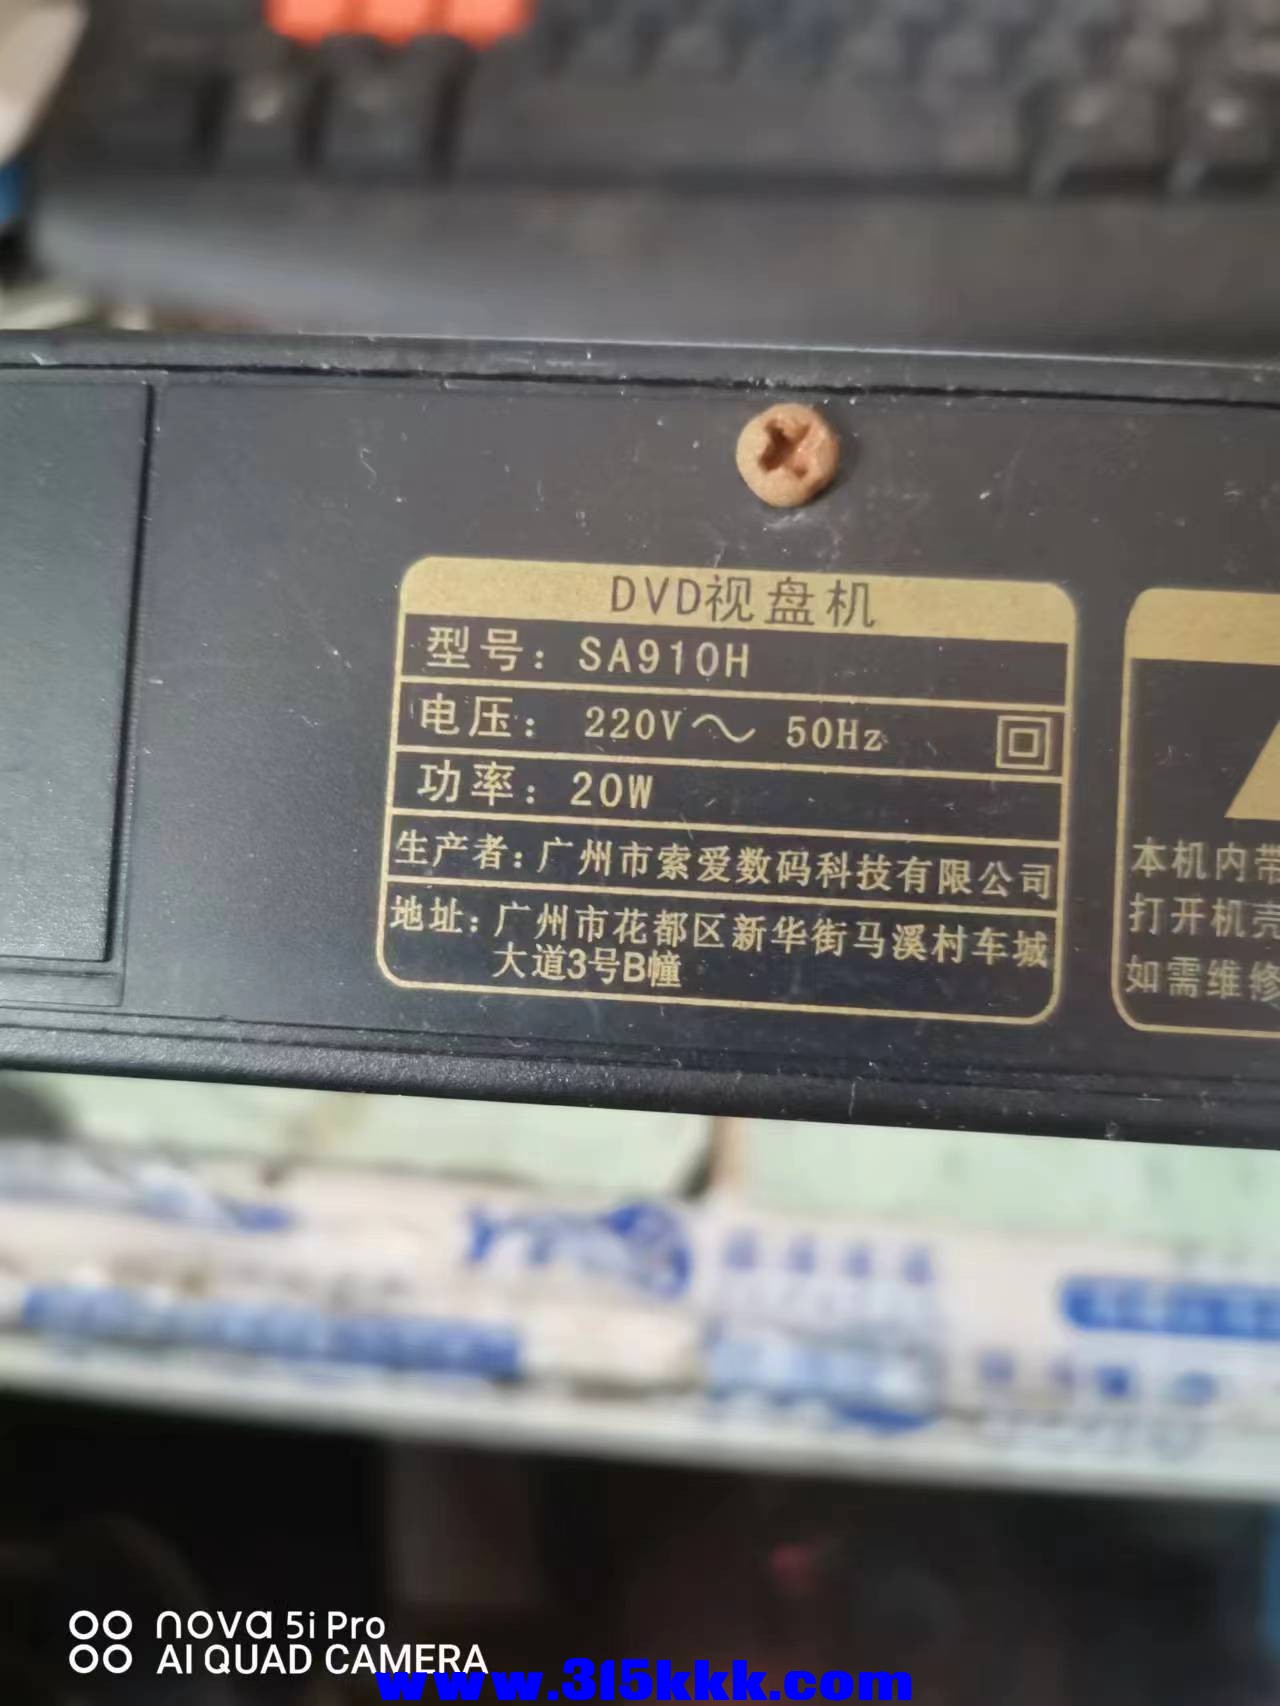 DVD视盘机
型号: SA910H
电压: 220V～ 50Hz
功率: 20W
生产者: 广州市索爱数码科技有限公司
地址: 广州市花都区新华街马溪村车城
大道3号B幢
本机内带
打开机壳
如需维修
nova 5i Pro
AI QUAD CAMERA
www.315kkk.com